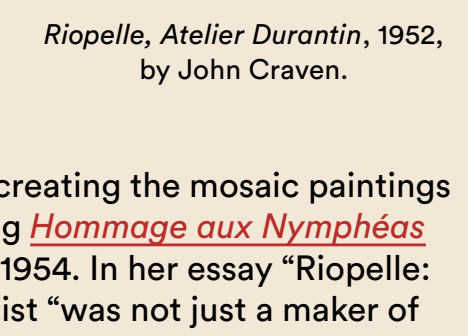 Riopelle, Atelier Durantin, 1952,
by John Craven.
creating the mosaic paintings
g Hommage aux Nymphéas
1954. In her essay “Riopelle:
ist “was not just a maker of